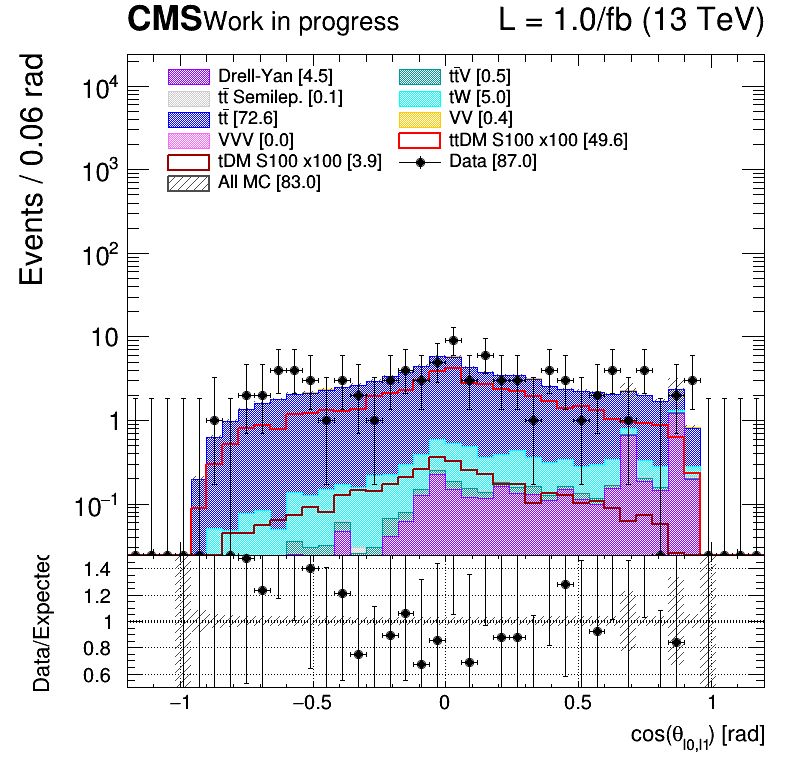 CMS Work in progress L = 1.0/fb (13 TeV)
Drell-Yan [4.5] tt̄V [0.5]
tt̄ Semilep. [0.1] tW [5.0]
tt̄ [72.6] VV [0.4]
VVV [0.0] ttDM S100 x100 [49.6]
tDM S100 x100 [3.9] Data [87.0]
All MC [83.0]
Events / 0.06 rad
10⁴
10³
10²
10
1
10⁻¹
Data/Expected
1.4
1.2
1
0.8
0.6
−1 −0.5 0 0.5 1
cos(θ_l0,l1) [rad]